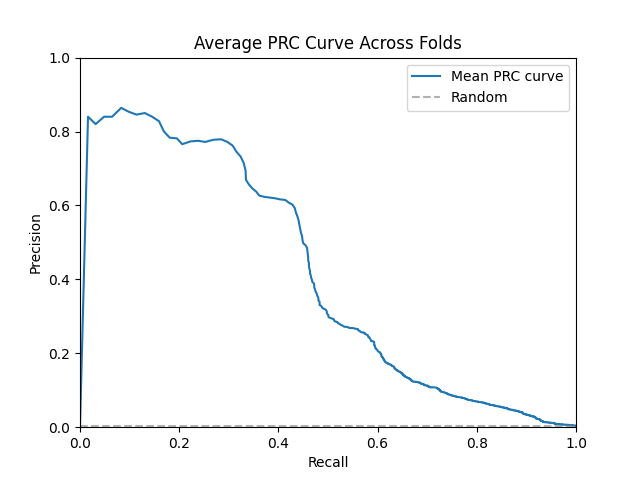 Average PRC Curve Across Folds
Mean PRC curve
Random
Precision
1.0
0.8
0.6
0.4
0.2
0.0
0.0 0.2 0.4 0.6 0.8 1.0
Recall